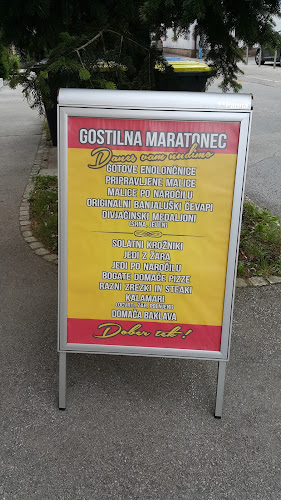 GOSTILNA MARATONEC
Danes vam nudimo
GOTOVE ENOLONČNICE
PRIPRAVLJENE MALICE
MALICE PO NAROČILU
ORIGINALNI BANJALUŠKI ČEVAPI
DIVJAČINSKI MEDALJONI
SOLATNI KROŽNIKI
JEDI Z ŽARA
JEDI PO NAROČILU
BOGATE DOMAČE PIZZE
RAZNI ZREZKI IN STEAKI
KALAMARI
DOMAČA BAKLAVA
Dober tek!